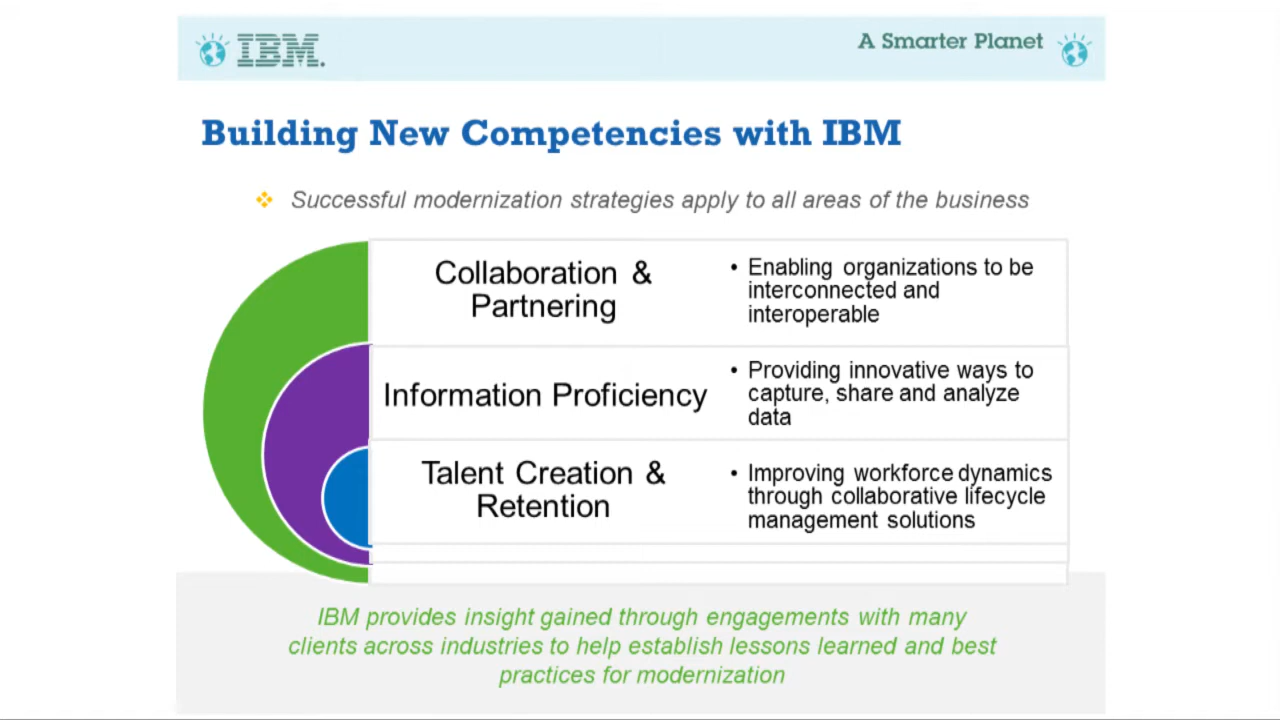 IBM.
A Smarter Planet
Building New Competencies with IBM
Successful modernization strategies apply to all areas of the business
Collaboration &
Partnering
• Enabling organizations to be
interconnected and
interoperable
Information Proficiency
• Providing innovative ways to
capture, share and analyze
data
Talent Creation &
Retention
• Improving workforce dynamics
through collaborative lifecycle
management solutions
IBM provides insight gained through engagements with many
clients across industries to help establish lessons learned and best
practices for modernization